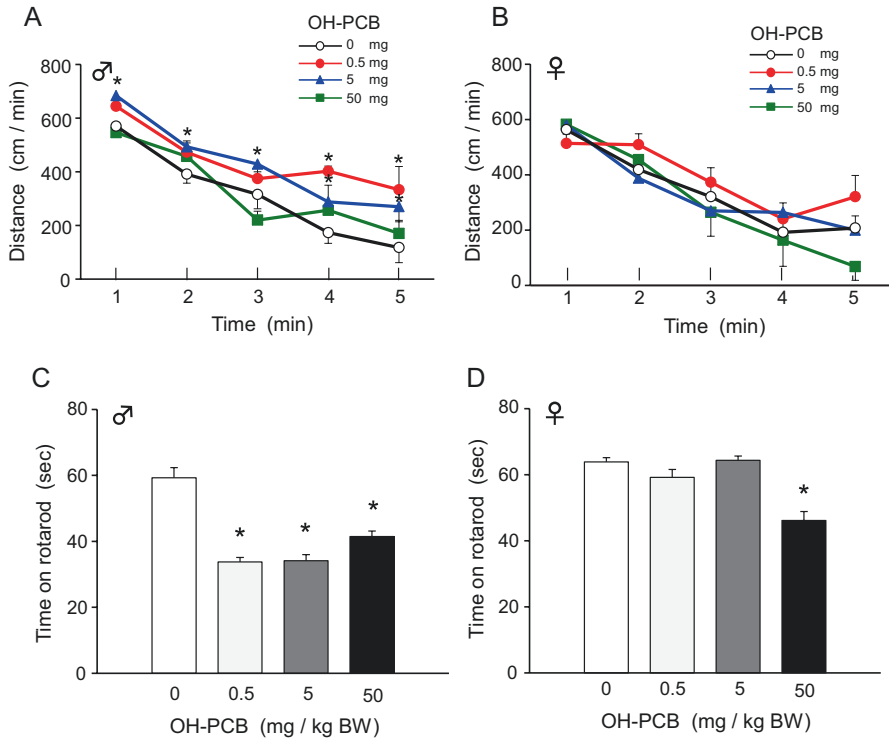 A
OH-PCB
0 mg
0.5 mg
5 mg
50 mg
♂
800
600
400
200
0
Distance (cm / min)
* * * * * * *
1 2 3 4 5
Time (min)
B
OH-PCB
0 mg
0.5 mg
5 mg
50 mg
♀
800
600
400
200
0
Distance (cm / min)
1 2 3 4 5
Time (min)
C
♂
80
60
40
20
0
Time on rotarod (sec)
* * *
0 0.5 5 50
OH-PCB (mg / kg BW)
D
♀
80
60
40
20
0
Time on rotarod (sec)
*
0 0.5 5 50
OH-PCB (mg / kg BW)